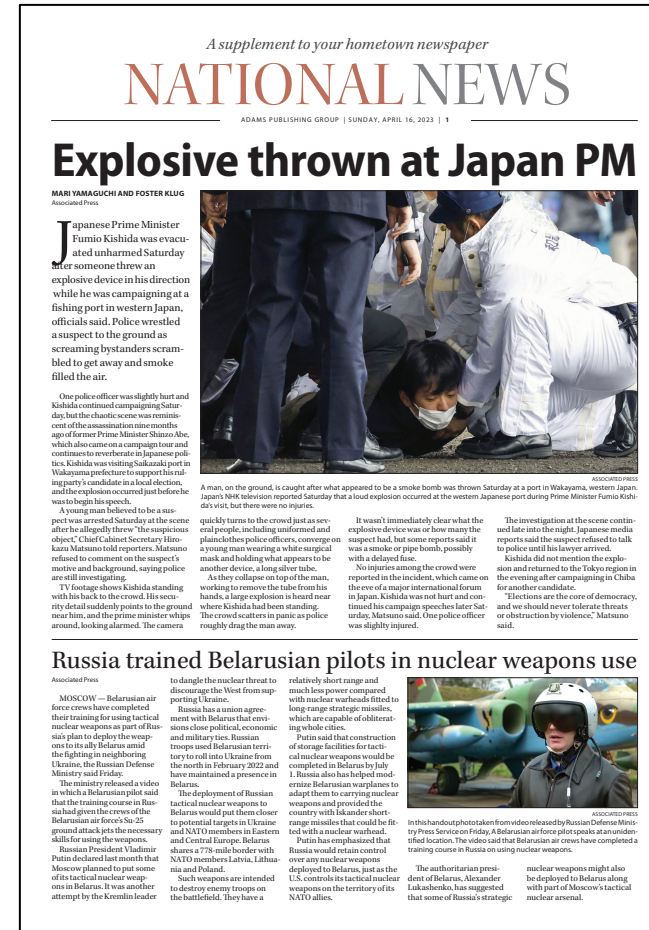 A supplement to your hometown newspaper
NATIONAL NEWS
ADAMS PUBLISHING GROUP | SUNDAY, APRIL 16, 2023 | 1
Explosive thrown at Japan PM
MARI YAMAGUCHI AND FOSTER KLUG
Associated Press
Japanese Prime Minister
Fumio Kishida was evacu-
ated unharmed Saturday
after someone threw an
explosive device in his direction
while he was campaigning at a
fishing port in western Japan,
officials said. Police wrestled
a suspect to the ground as
screaming bystanders scram-
bled to get away and smoke
filled the air.
One police officer was slightly hurt and
Kishida continued campaigning Satur-
day, but the chaotic scene was reminis-
cent of the assassination nine months
ago of former Prime Minister Shinzo Abe,
which also came on a campaign tour and
continues to reverberate in Japanese poli-
tics. Kishida was visiting Saikazaki port in
Wakayama prefecture to support his rul-
ing party's candidate in a local election,
and the explosion occurred just before he
was to begin his speech.
A young man believed to be a sus-
pect was arrested Saturday at the scene
after he allegedly threw "the suspicious
object," Chief Cabinet Secretary Hiro-
kazu Matsuno told reporters. Matsuno
refused to comment on the suspect's
motive and background, saying police
are still investigating.
TV footage shows Kishida standing
with his back to the crowd. His secu-
rity detail suddenly points to the ground
near him, and the prime minister whips
around, looking alarmed. The camera
ASSOCIATED PRESS
A man, on the ground, is caught after what appeared to be a smoke bomb was thrown Saturday at a port in Wakayama, western Japan.
Japan's NHK television reported Saturday that a loud explosion occurred at the western Japanese port during Prime Minister Fumio Kishi-
da's visit, but there were no injuries.
quickly turns to the crowd just as sev-
eral people, including uniformed and
plainclothes police officers, converge on
a young man wearing a white surgical
mask and holding what appears to be
another device, a long silver tube.
As they collapse on top of the man,
working to remove the tube from his
hands, a large explosion is heard near
where Kishida had been standing.
The crowd scatters in panic as police
roughly drag the man away.
It wasn't immediately clear what the
explosive device was or how many the
suspect had, but some reports said it
was a smoke or pipe bomb, possibly
with a delayed fuse.
No injuries among the crowd were
reported in the incident, which came on
the eve of a major international forum
in Japan. Kishida was not hurt and con-
tinued his campaign speeches later Sat-
urday, Matsuno said. One police officer
was slightly injured.
The investigation at the scene contin-
ued late into the night. Japanese media
reports said the suspect refused to talk
to police until his lawyer arrived.
Kishida did not mention the explo-
sion and returned to the Tokyo region in
the evening after campaigning in Chiba
for another candidate.
"Elections are the core of democracy,
and we should never tolerate threats
or obstruction by violence," Matsuno
said.
Russia trained Belarusian pilots in nuclear weapons use
Associated Press
MOSCOW — Belarusian air
force crews have completed
their training for using tactical
nuclear weapons as part of Rus-
sia's plan to deploy the weap-
ons to its ally Belarus amid
the fighting in neighboring
Ukraine, the Russian Defense
Ministry said Friday.
The ministry released a video
in which a Belarusian pilot said
that the training course in Rus-
sia had given the crews of the
Belarusian air force's Su-25
ground attack jets the necessary
skills for using the weapons.
Russian President Vladimir
Putin declared last month that
Moscow planned to put some
of its tactical nuclear weap-
ons in Belarus. It was another
attempt by the Kremlin leader
to dangle the nuclear threat to
discourage the West from sup-
porting Ukraine.
Russia has a union agree-
ment with Belarus that envi-
sions close political, economic
and military ties. Russian
troops used Belarusian terri-
tory to roll into Ukraine from
the north in February 2022 and
have maintained a presence in
Belarus.
The deployment of Russian
tactical nuclear weapons to
Belarus would put them closer
to potential targets in Ukraine
and NATO members in Eastern
and Central Europe. Belarus
shares a 778-mile border with
NATO members Latvia, Lithua-
nia and Poland.
Such weapons are intended
to destroy enemy troops on
the battlefield. They have a
relatively short range and
much less power compared
with nuclear warheads fitted to
long-range strategic missiles,
which are capable of obliterat-
ing whole cities.
Putin said that construction
of storage facilities for tacti-
cal nuclear weapons would be
completed in Belarus by July
1. Russia also has helped mod-
ernize Belarusian warplanes to
adapt them to carrying nuclear
weapons and provided the
country with Iskander short-
range missiles that could be fit-
ted with a nuclear warhead.
Putin has emphasized that
Russia would retain control
over any nuclear weapons
deployed to Belarus, just as the
U.S. controls its tactical nuclear
weapons on the territory of its
NATO allies.
ASSOCIATED PRESS
In this handout photo taken from video released by Russian Defense Minis-
try Press Service on Friday, A Belarusian air force pilot speaks at an uniden-
tified location. The video said that Belarusian air crews have completed a
training course in Russia on using nuclear weapons.
The authoritarian presi-
dent of Belarus, Alexander
Lukashenko, has suggested
that some of Russia's strategic
nuclear weapons might also
be deployed to Belarus along
with part of Moscow's tactical
nuclear arsenal.